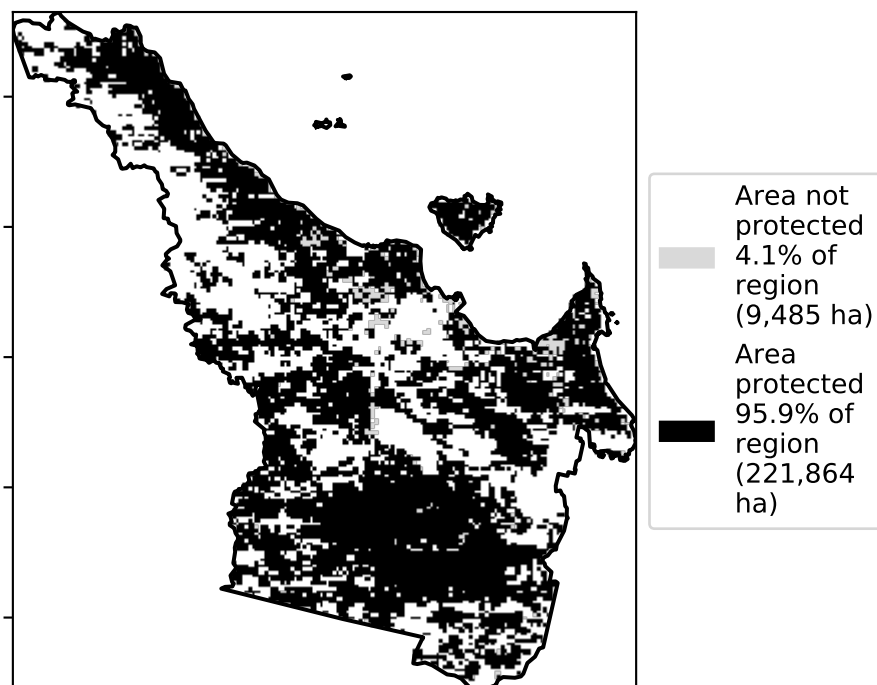 Area not
protected
4.1% of
region
(9,485 ha)
Area
protected
95.9% of
region
(221,864
ha)